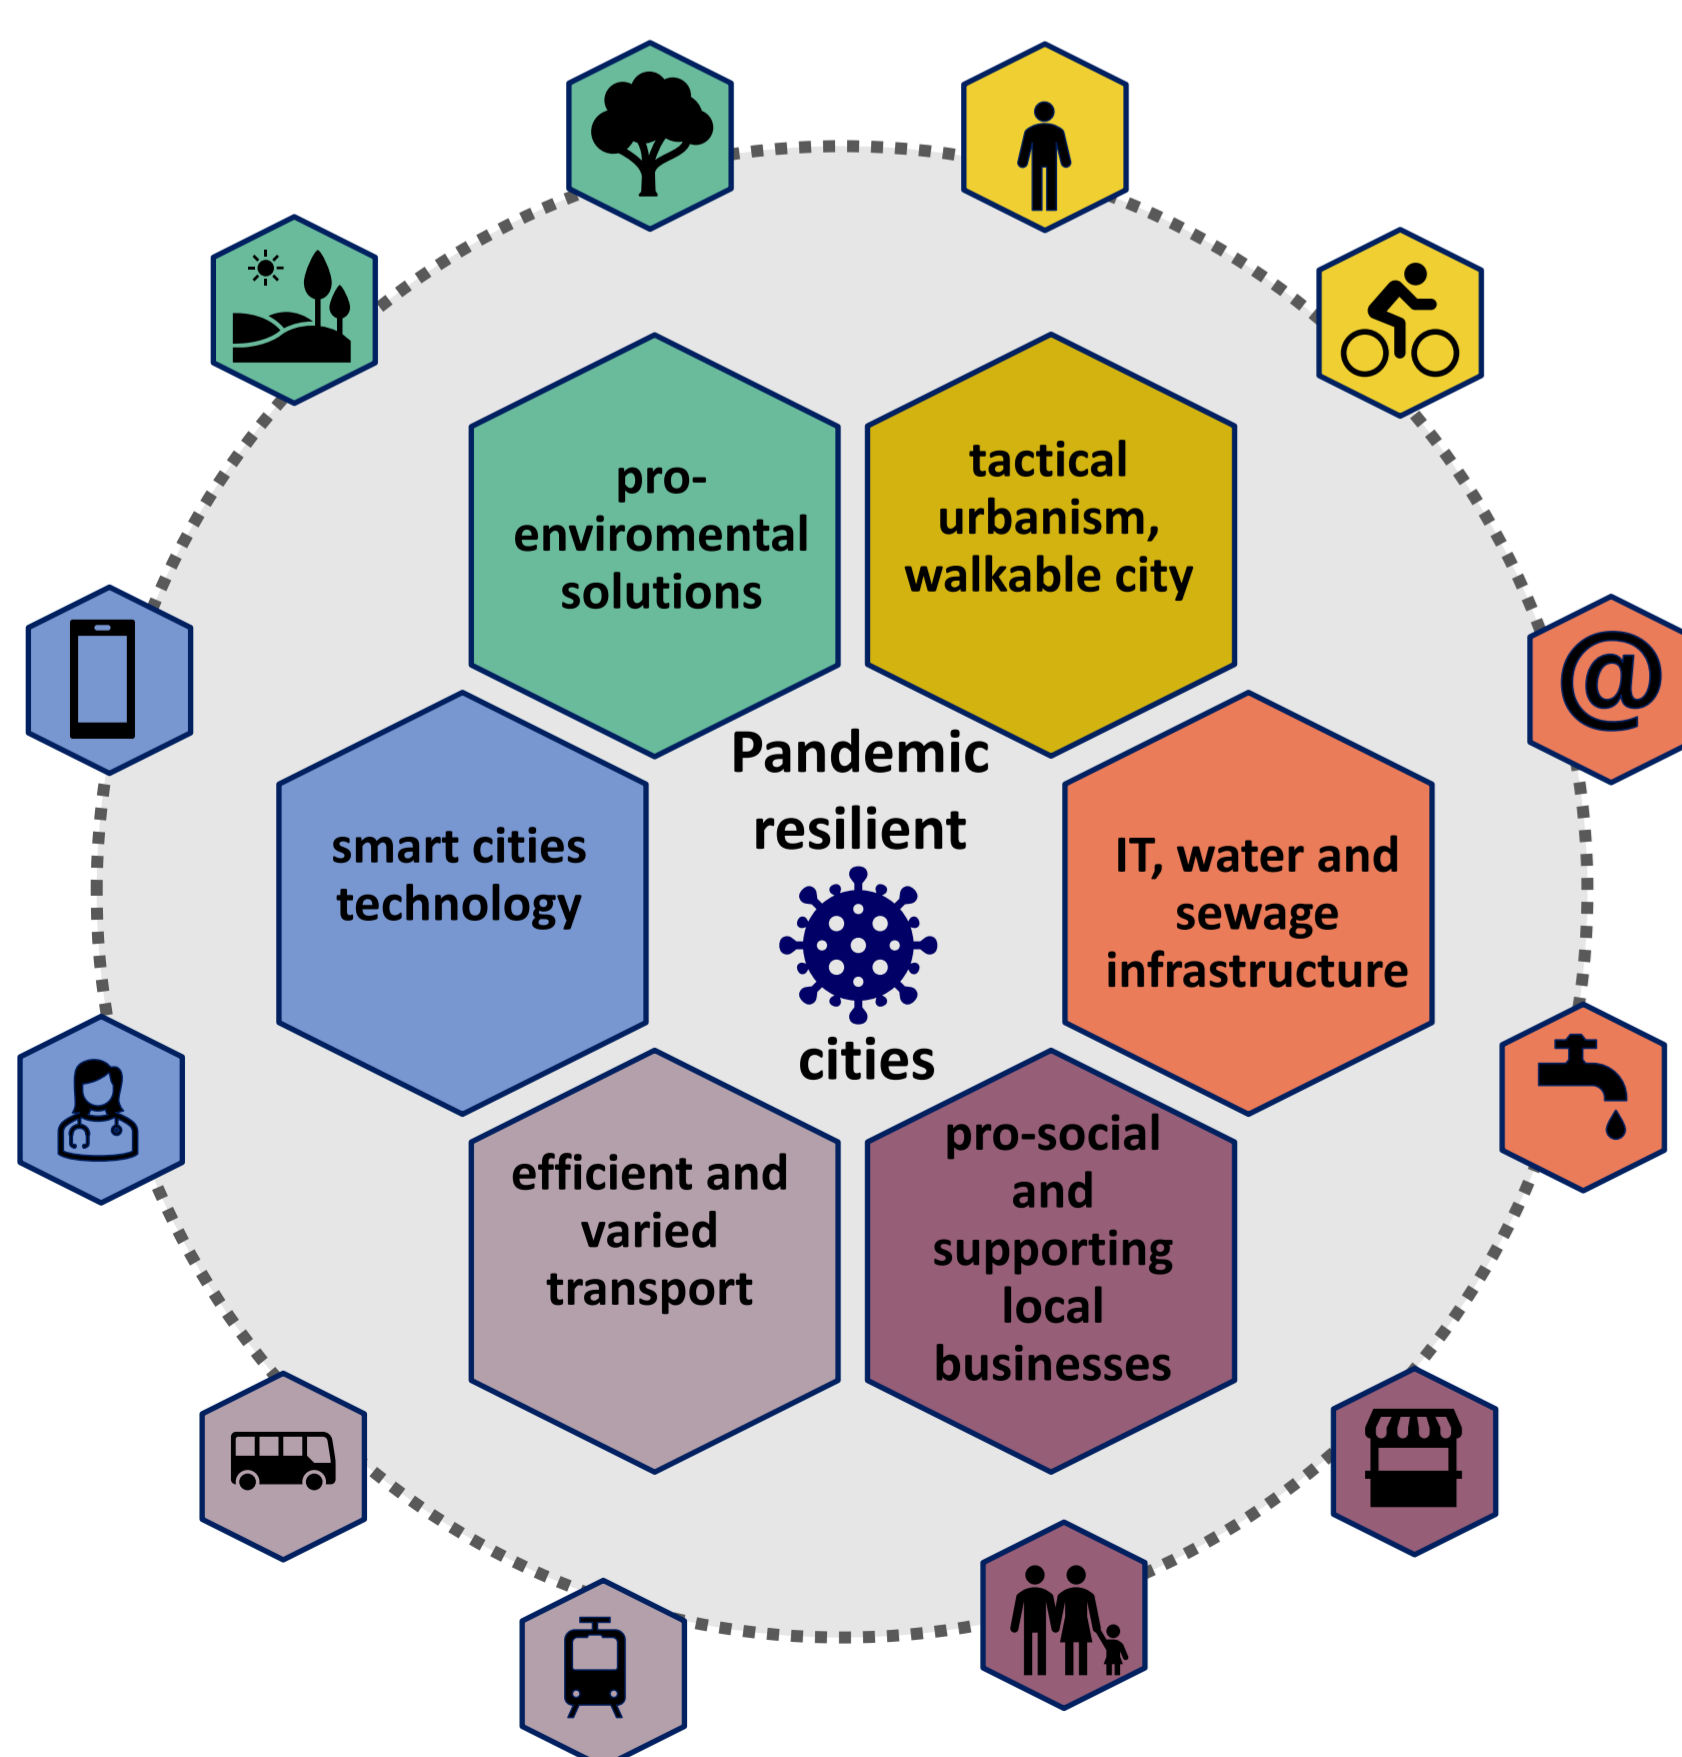 pro-
enviromental
solutions
tactical
urbanism,
walkable city
smart cities
technology
Pandemic
resilient
cities
IT, water and
sewage
infrastructure
efficient and
varied
transport
pro-social
and
supporting
local
businesses
@